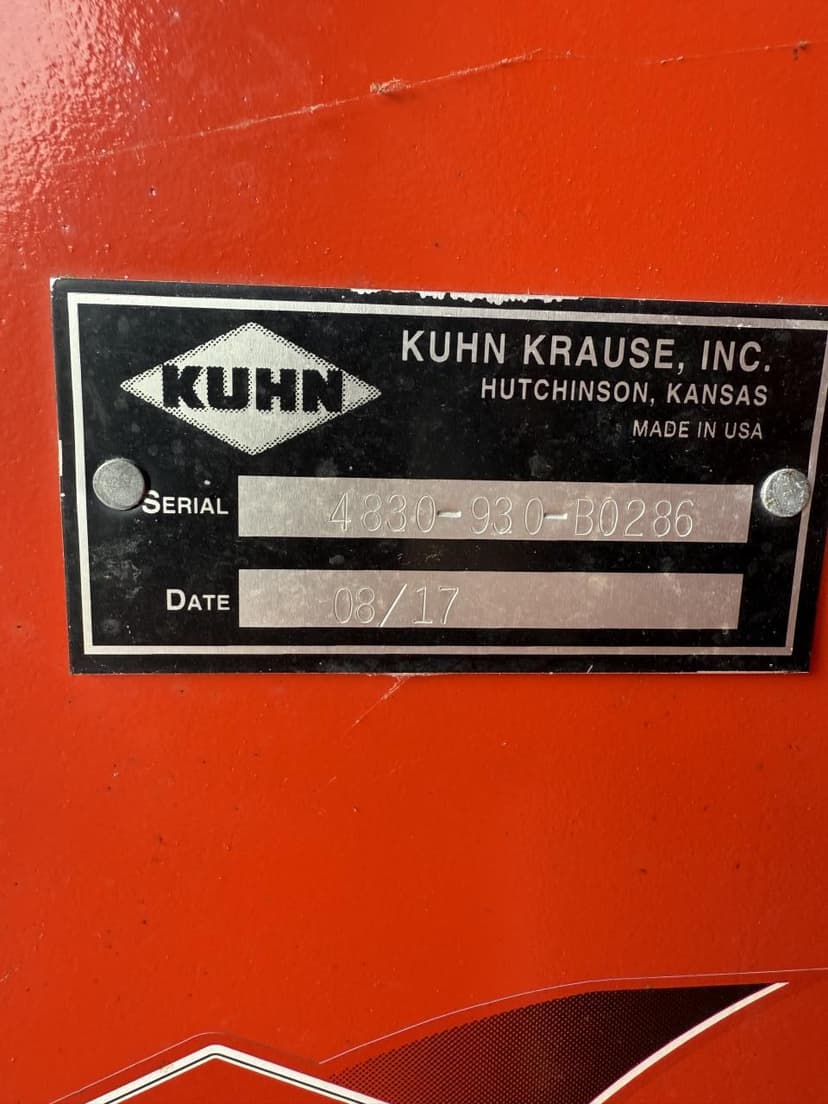 KUHN
KUHN KRAUSE, INC.
HUTCHINSON, KANSAS
MADE IN USA
SERIAL 4830-930-B0286
DATE 08/17